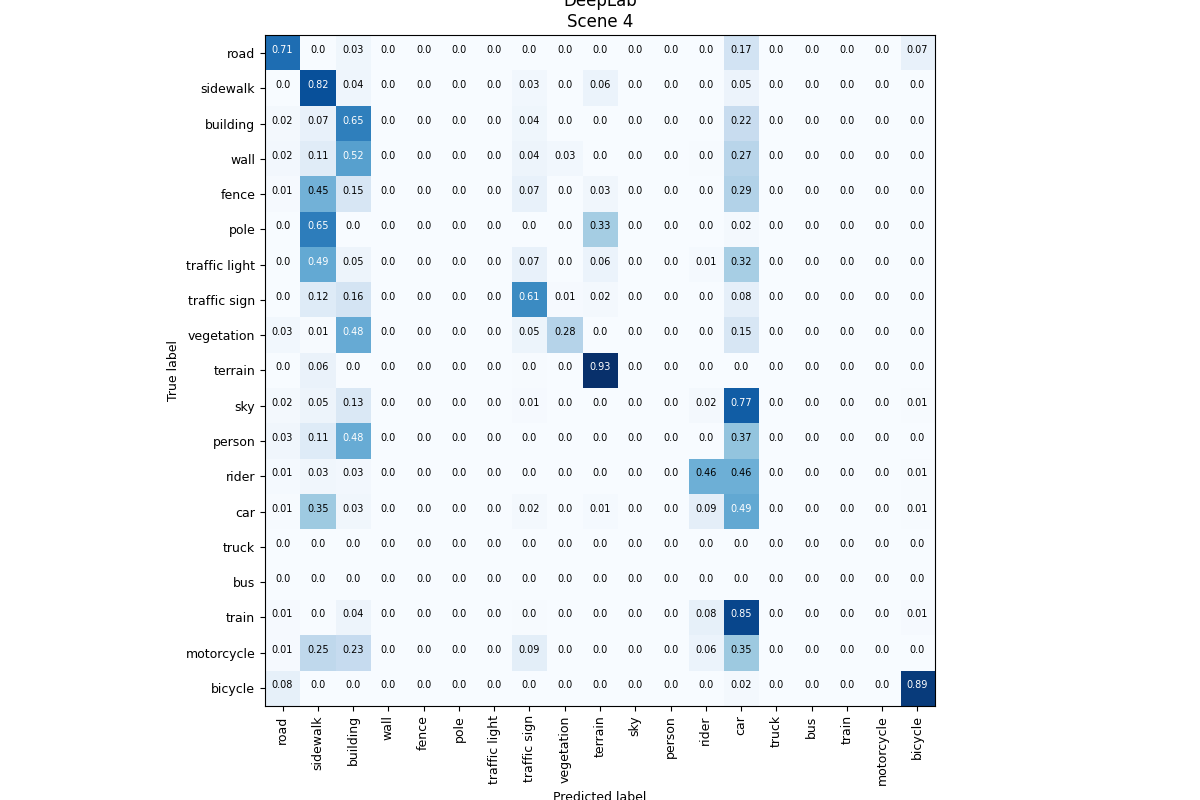 DeepLab
Scene 4
road 0.71 0.0 0.03 0.0 0.0 0.0 0.0 0.0 0.0 0.0 0.0 0.0 0.0 0.17 0.0 0.0 0.0 0.0 0.07
sidewalk 0.0 0.82 0.04 0.0 0.0 0.0 0.0 0.03 0.0 0.06 0.0 0.0 0.0 0.05 0.0 0.0 0.0 0.0 0.0
building 0.02 0.07 0.65 0.0 0.0 0.0 0.0 0.04 0.0 0.0 0.0 0.0 0.0 0.22 0.0 0.0 0.0 0.0 0.0
wall 0.02 0.11 0.52 0.0 0.0 0.0 0.0 0.04 0.03 0.0 0.0 0.0 0.0 0.27 0.0 0.0 0.0 0.0 0.0
fence 0.01 0.45 0.15 0.0 0.0 0.0 0.0 0.07 0.0 0.03 0.0 0.0 0.0 0.29 0.0 0.0 0.0 0.0 0.0
pole 0.0 0.65 0.0 0.0 0.0 0.0 0.0 0.0 0.0 0.33 0.0 0.0 0.0 0.02 0.0 0.0 0.0 0.0 0.0
traffic light 0.0 0.49 0.05 0.0 0.0 0.0 0.0 0.07 0.0 0.06 0.0 0.0 0.01 0.32 0.0 0.0 0.0 0.0 0.0
traffic sign 0.0 0.12 0.16 0.0 0.0 0.0 0.0 0.61 0.01 0.02 0.0 0.0 0.0 0.08 0.0 0.0 0.0 0.0 0.0
vegetation 0.03 0.01 0.48 0.0 0.0 0.0 0.0 0.05 0.28 0.0 0.0 0.0 0.0 0.15 0.0 0.0 0.0 0.0 0.0
terrain 0.0 0.06 0.0 0.0 0.0 0.0 0.0 0.0 0.0 0.93 0.0 0.0 0.0 0.0 0.0 0.0 0.0 0.0 0.0
sky 0.02 0.05 0.13 0.0 0.0 0.0 0.0 0.01 0.0 0.0 0.0 0.0 0.02 0.77 0.0 0.0 0.0 0.0 0.01
person 0.03 0.11 0.48 0.0 0.0 0.0 0.0 0.0 0.0 0.0 0.0 0.0 0.0 0.37 0.0 0.0 0.0 0.0 0.0
rider 0.01 0.03 0.03 0.0 0.0 0.0 0.0 0.0 0.0 0.0 0.0 0.0 0.46 0.46 0.0 0.0 0.0 0.0 0.01
car 0.01 0.35 0.03 0.0 0.0 0.0 0.0 0.02 0.0 0.01 0.0 0.0 0.09 0.49 0.0 0.0 0.0 0.0 0.01
truck 0.0 0.0 0.0 0.0 0.0 0.0 0.0 0.0 0.0 0.0 0.0 0.0 0.0 0.0 0.0 0.0 0.0 0.0 0.0
bus 0.0 0.0 0.0 0.0 0.0 0.0 0.0 0.0 0.0 0.0 0.0 0.0 0.0 0.0 0.0 0.0 0.0 0.0 0.0
train 0.01 0.0 0.04 0.0 0.0 0.0 0.0 0.0 0.0 0.0 0.0 0.0 0.08 0.85 0.0 0.0 0.0 0.0 0.01
motorcycle 0.01 0.25 0.23 0.0 0.0 0.0 0.0 0.09 0.0 0.0 0.0 0.0 0.06 0.35 0.0 0.0 0.0 0.0 0.0
bicycle 0.08 0.0 0.0 0.0 0.0 0.0 0.0 0.0 0.0 0.0 0.0 0.0 0.0 0.02 0.0 0.0 0.0 0.0 0.89
True label
road
sidewalk
building
wall
fence
pole
traffic light
traffic sign
vegetation
terrain
sky
person
rider
car
truck
bus
train
motorcycle
bicycle
Predicted label